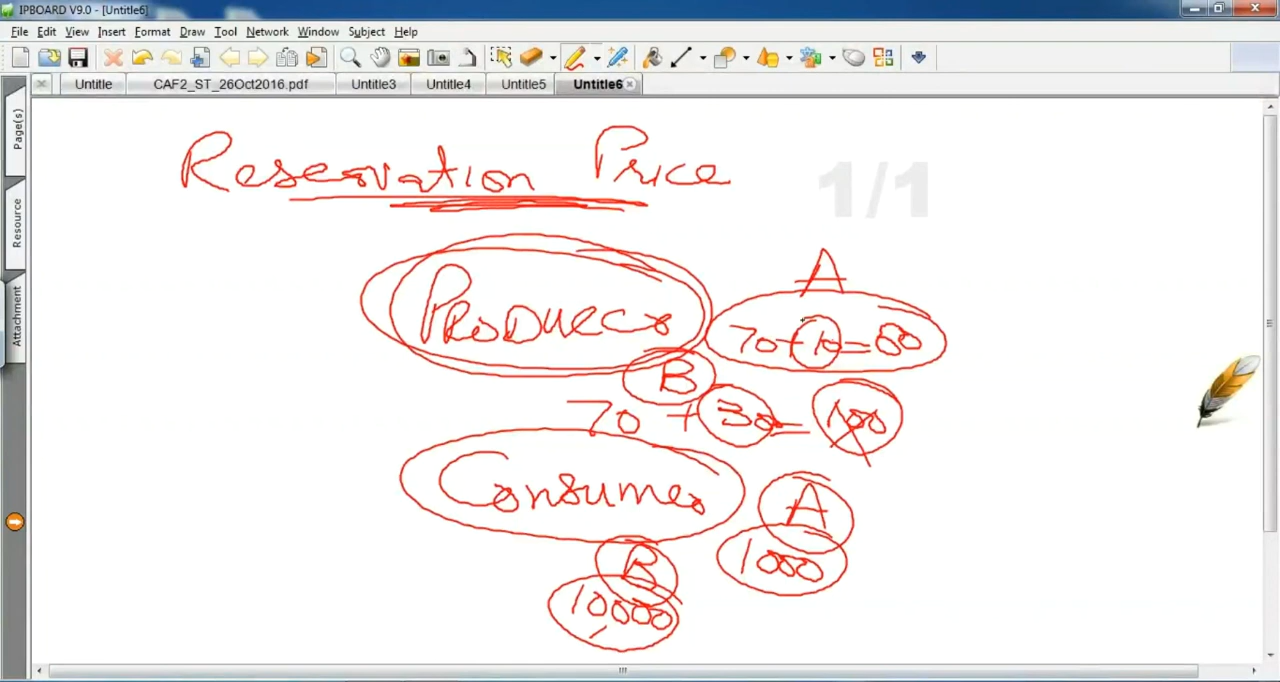 IPBOARD V9.0 - [Untitle6]
File Edit View Insert Format Draw Tool Network Window Subject Help
Untitle CAF2_ST_26Oct2016.pdf Untitle3 Untitle4 Untitle5 Untitle6
Page(s)
Resource
Attachment
1/1
Reservation Price
A
Producer 70+10=80
B
70 + 30 = 100
Consumer A
1000
B
10,000